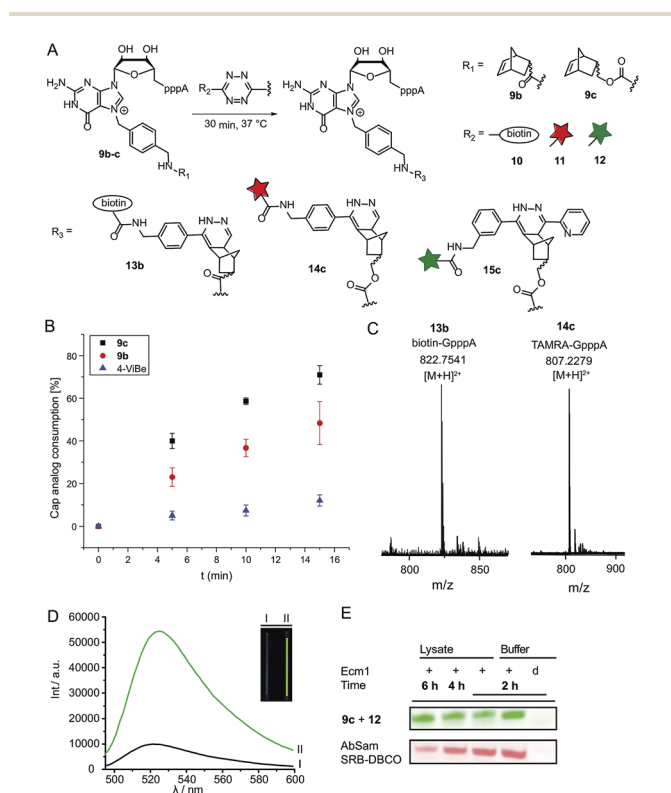 A
OH OH
H₂N
N
N
O
pppA
HN
O
N
N
⊕
9b-c
HN
R₁
R₂
N=N
N-N
30 min, 37 °C
OH OH
H₂N
N
N
O
pppA
HN
O
N
N
⊕
HN
R₃
R₁ =
O
9b
O
O
9c
R₂ =
biotin
10 11 12
R₃ =
biotin
O
NH
HN-N
O
13b
O
NH
HN-N
O
O
14c
O
HN
HN-N
N
O
O
15c
B
9c
9b
4-ViBe
Cap analog consumption [%]
80
60
40
20
0
0 2 4 6 8 10 12 14 16
t (min)
C
13b 14c
biotin-GpppA TAMRA-GpppA
822.7541 807.2279
[M+H]²⁺ [M+H]²⁺
800 850 800 900
m/z m/z
D
Int./ a.u.
60000
50000
40000
30000
20000
10000
0
500 520 540 560 580 600
λ / nm
I II
II
I
E
Lysate Buffer
Ecm1 + + + + d
Time 6 h 4 h 2 h
9c + 12
AbSam
SRB-DBCO